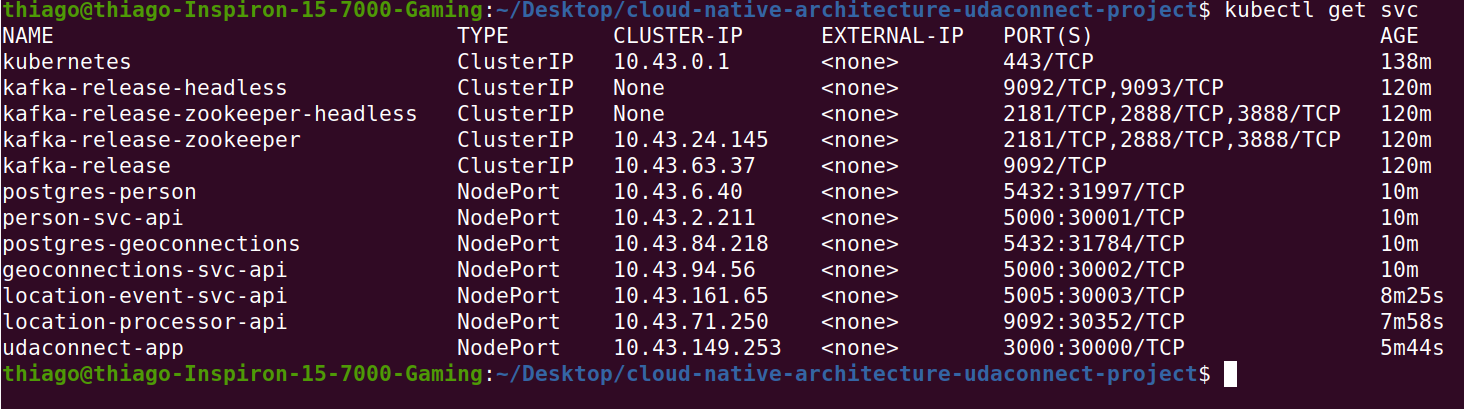 thiago@thiago-Inspiron-15-7000-Gaming:~/Desktop/cloud-native-architecture-udaconnect-project$ kubectl get svc
NAME TYPE CLUSTER-IP EXTERNAL-IP PORT(S) AGE
kubernetes ClusterIP 10.43.0.1 <none> 443/TCP 138m
kafka-release-headless ClusterIP None <none> 9092/TCP,9093/TCP 120m
kafka-release-zookeeper-headless ClusterIP None <none> 2181/TCP,2888/TCP,3888/TCP 120m
kafka-release-zookeeper ClusterIP 10.43.24.145 <none> 2181/TCP,2888/TCP,3888/TCP 120m
kafka-release ClusterIP 10.43.63.37 <none> 9092/TCP 120m
postgres-person NodePort 10.43.6.40 <none> 5432:31997/TCP 10m
person-svc-api NodePort 10.43.2.211 <none> 5000:30001/TCP 10m
postgres-geoconnections NodePort 10.43.84.218 <none> 5432:31784/TCP 10m
geoconnections-svc-api NodePort 10.43.94.56 <none> 5000:30002/TCP 10m
location-event-svc-api NodePort 10.43.161.65 <none> 5005:30003/TCP 8m25s
location-processor-api NodePort 10.43.71.250 <none> 9092:30352/TCP 7m58s
udaconnect-app NodePort 10.43.149.253 <none> 3000:30000/TCP 5m44s
thiago@thiago-Inspiron-15-7000-Gaming:~/Desktop/cloud-native-architecture-udaconnect-project$